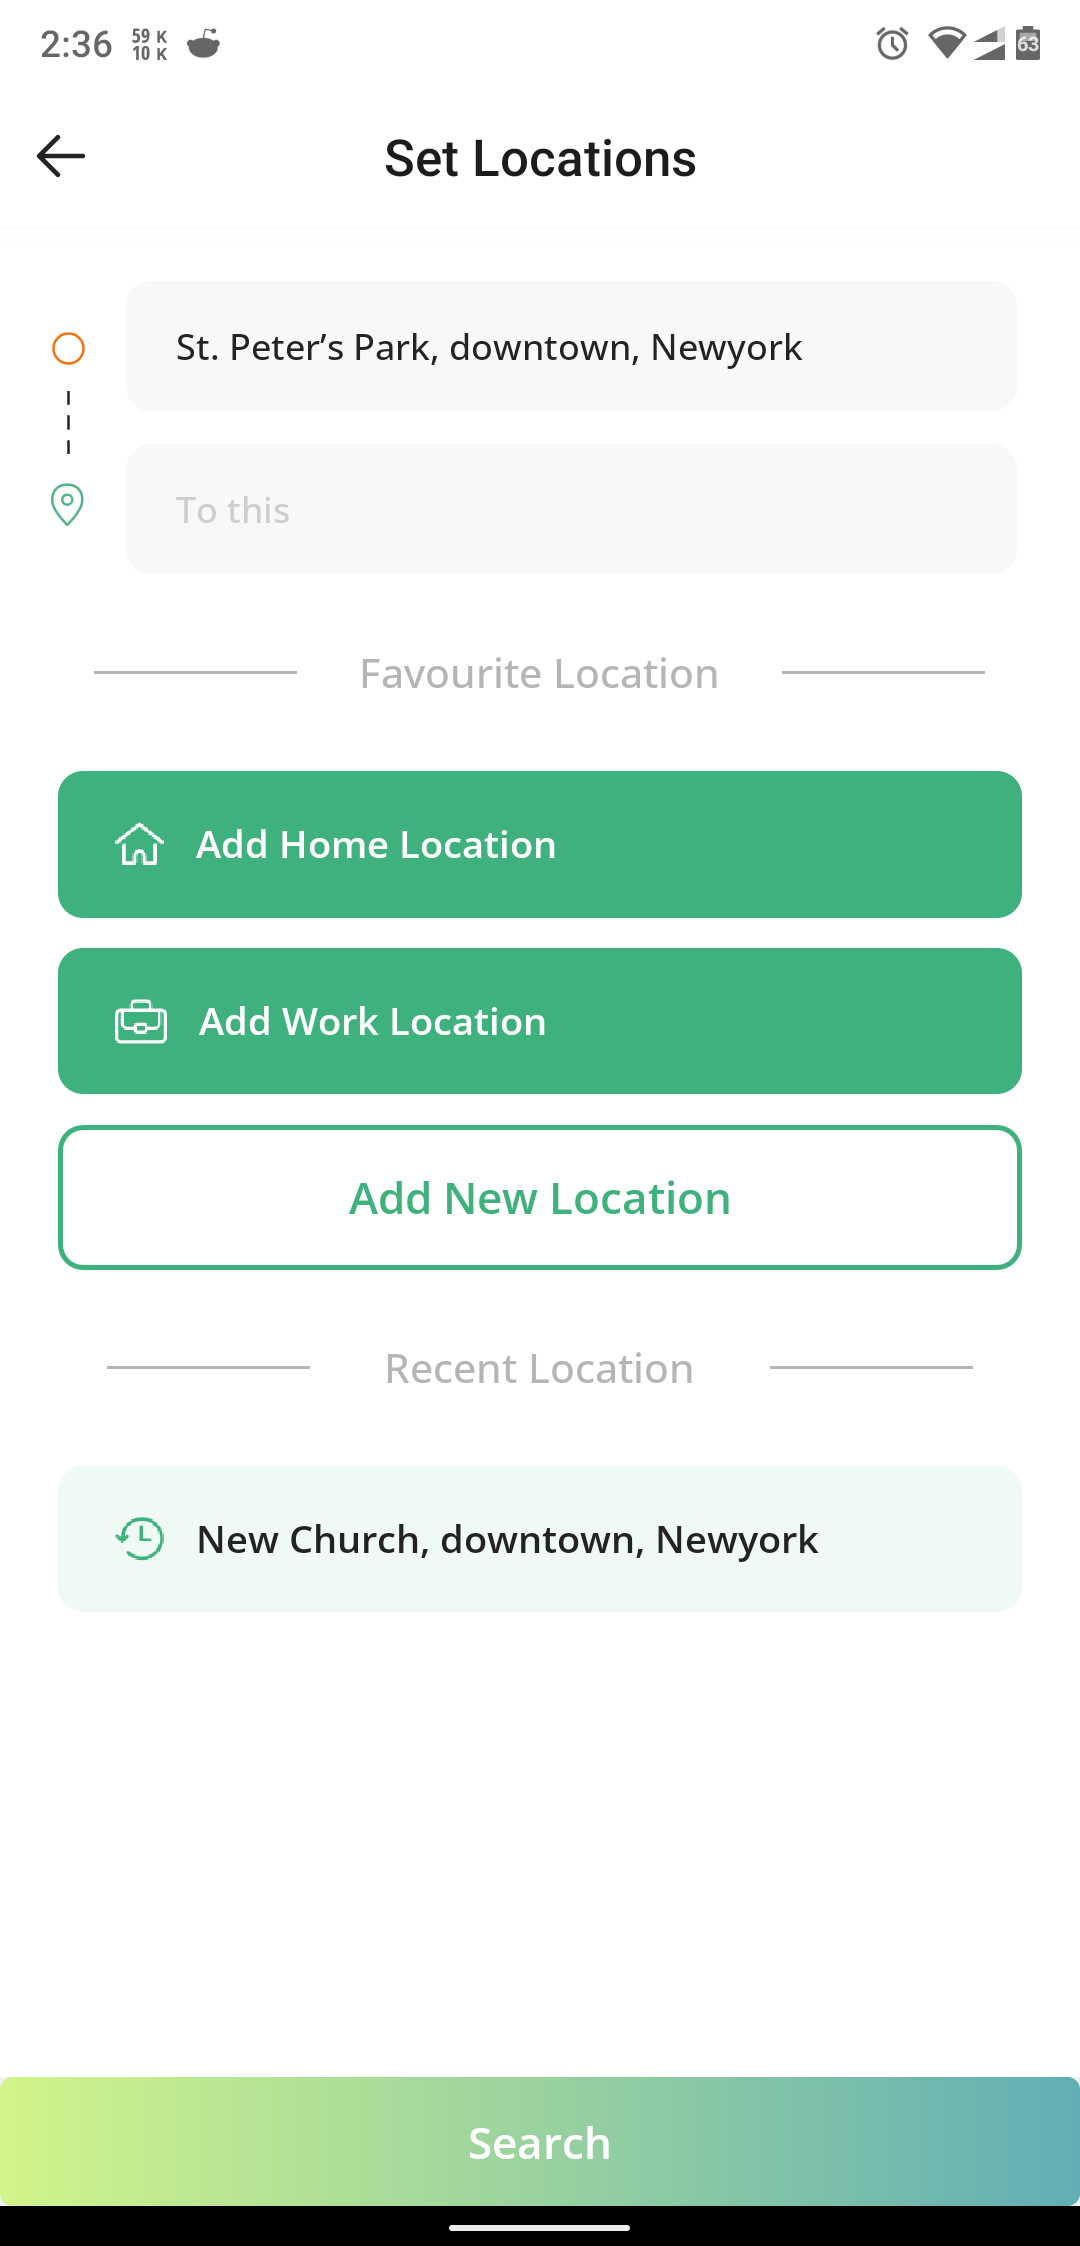 2:36 59 K 10 K 63
Set Locations
St. Peter’s Park, downtown, Newyork
To this
Favourite Location
Add Home Location
Add Work Location
Add New Location
Recent Location
New Church, downtown, Newyork
Search